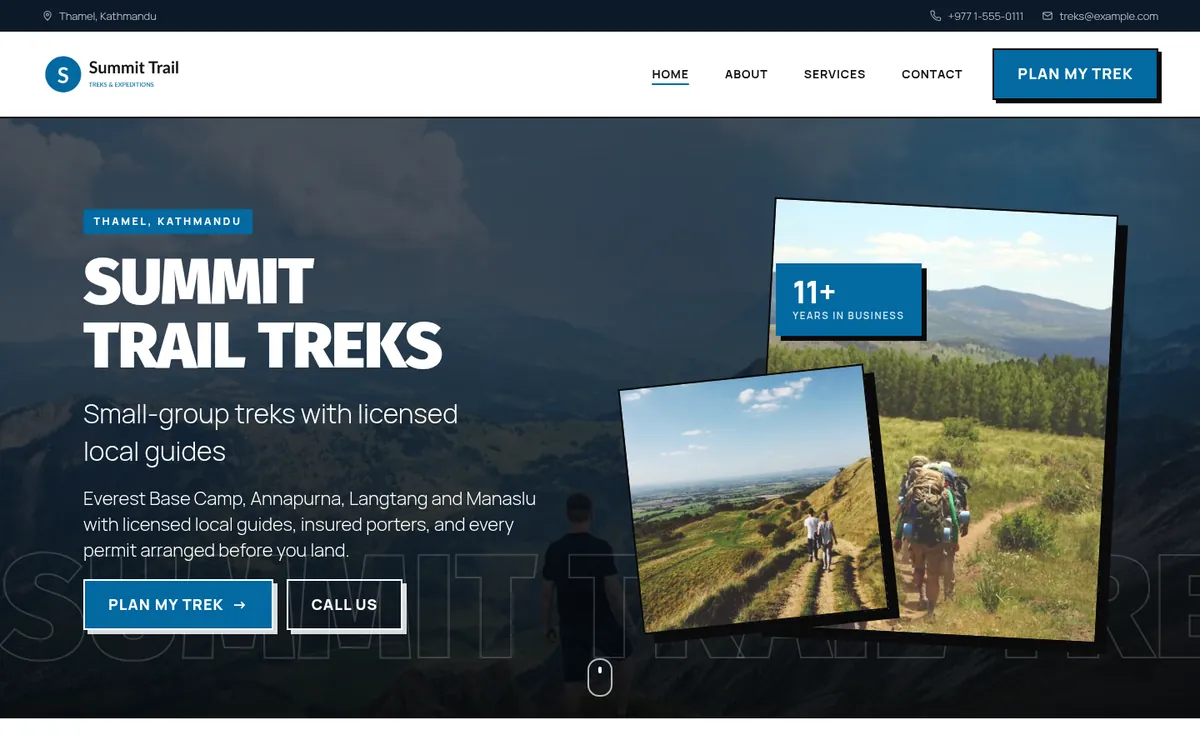 Thamel, Kathmandu
+977 1-555-0111
treks@example.com
S
Summit Trail
TREKS & EXPEDITIONS
HOME
ABOUT
SERVICES
CONTACT
PLAN MY TREK
THAMEL, KATHMANDU
SUMMIT
TRAIL TREKS
Small-group treks with licensed
local guides
Everest Base Camp, Annapurna, Langtang and Manaslu
with licensed local guides, insured porters, and every
permit arranged before you land.
PLAN MY TREK →
CALL US
11+
YEARS IN BUSINESS
SUMMIT TRAIL TRE